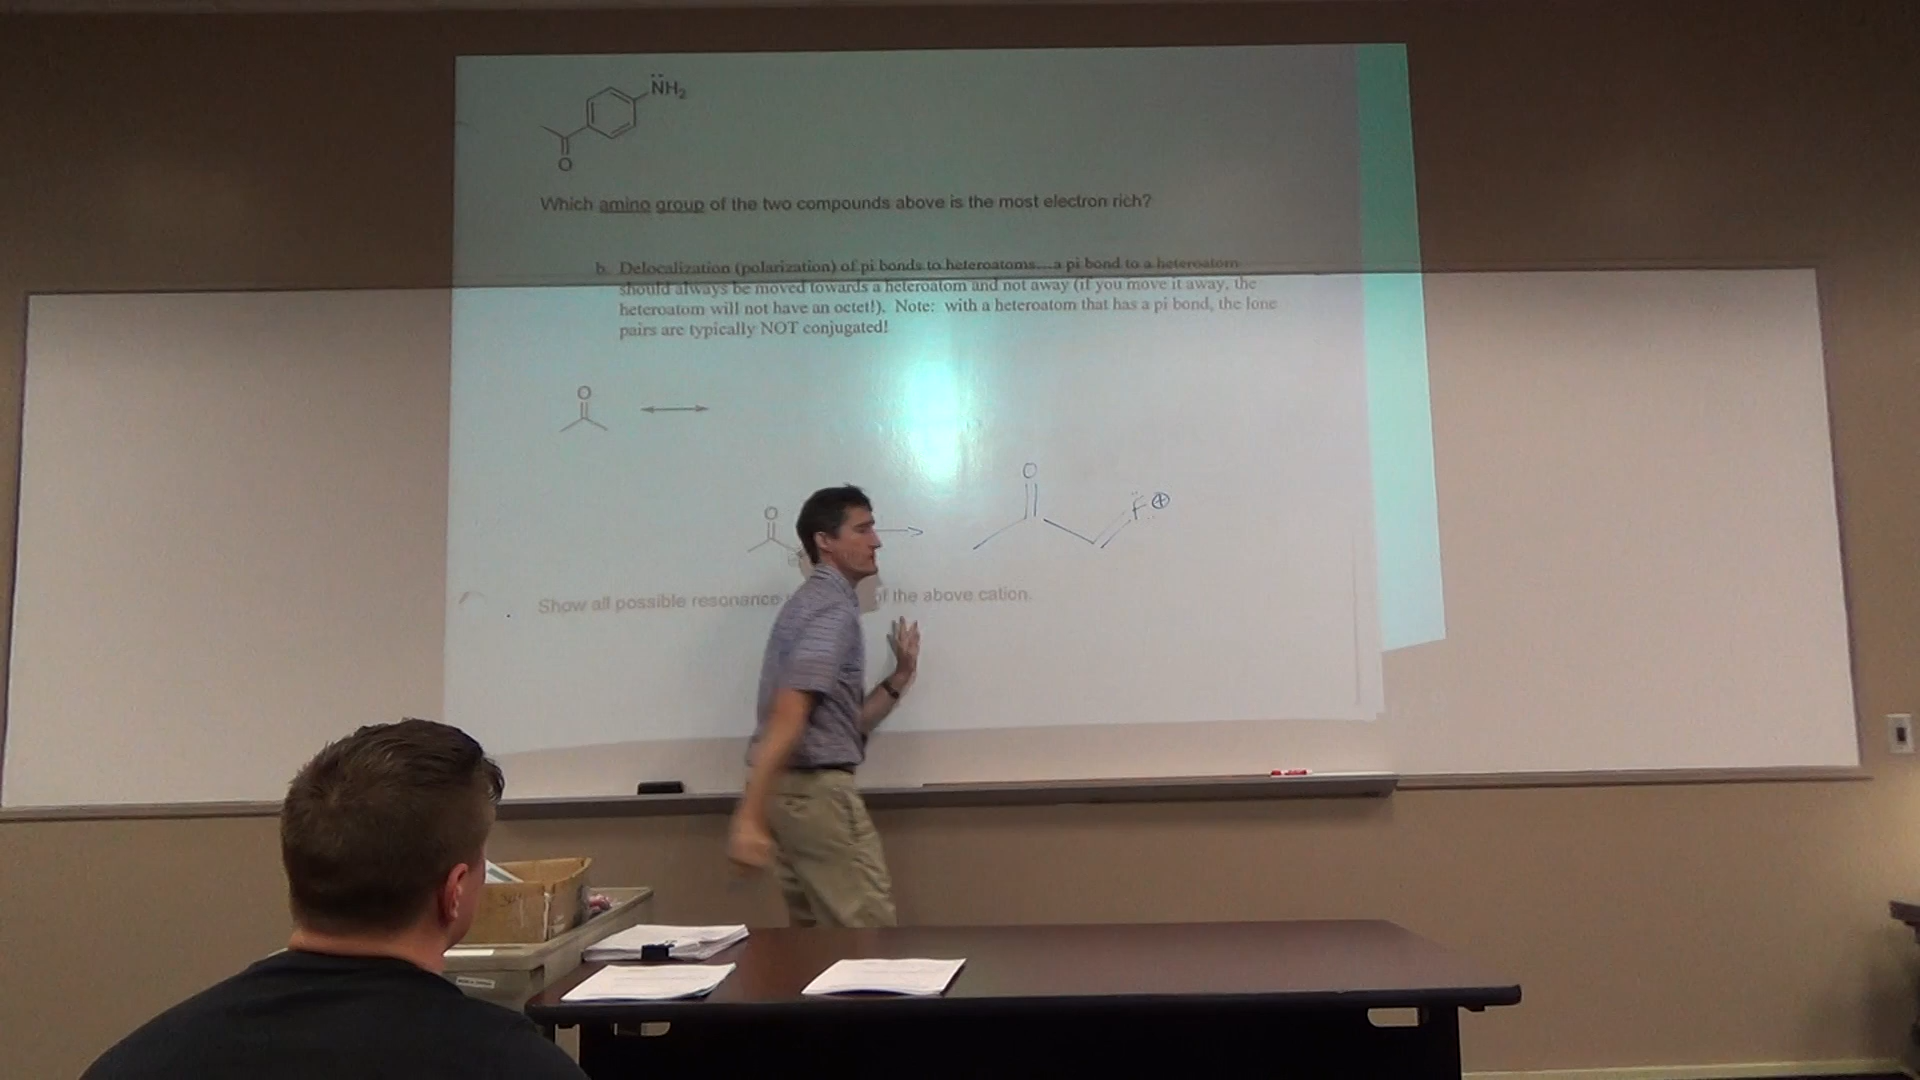 NH2
O
Which amino group of the two compounds above is the most electron rich?
b. Delocalization (polarization) of pi bonds to heteroatoms....a pi bond to a heteroatom
should always be moved towards a heteroatom and not away (if you move it away, the
heteroatom will not have an octet!). Note: with a heteroatom that has a pi bond, the lone
pairs are typically NOT conjugated!
O
O
O
F ⊕
Show all possible resonance of the above cation.